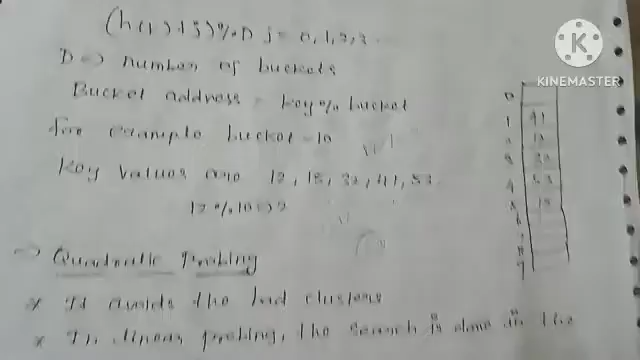 (h(x)+j)%D j= 0,1,2,3..
D => number of buckets
Bucket address = key % bucket
For example bucket = 10
Key values are 12, 15, 32, 41, 53.
12%10=>2
0
1 41
2 12
3 32
4 53
5 15
6
7
8
9
-> Quadratic Probing
* It avoids the bad clusters
* In linear probing, the search is done in the
K
KINEMASTER